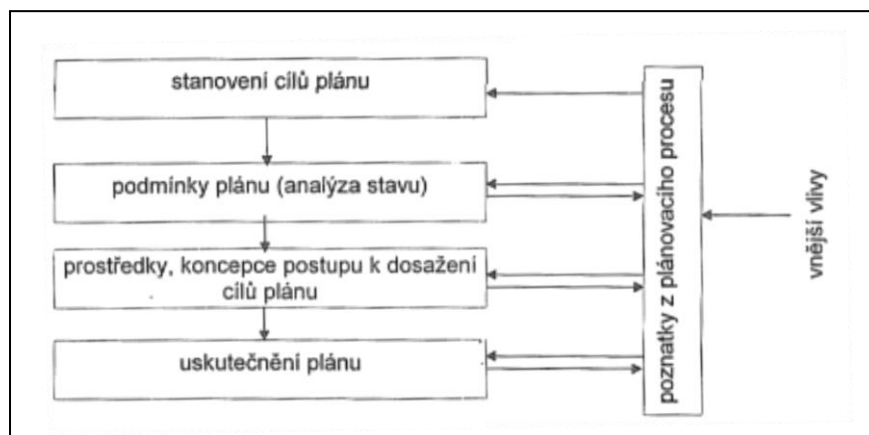 stanovení cílů plánu
podmínky plánu (analýza stavu)
prostředky, koncepce postupu k dosažení
cílů plánu
uskutečnění plánu
poznatky z plánovacího procesu
vnější vlivy